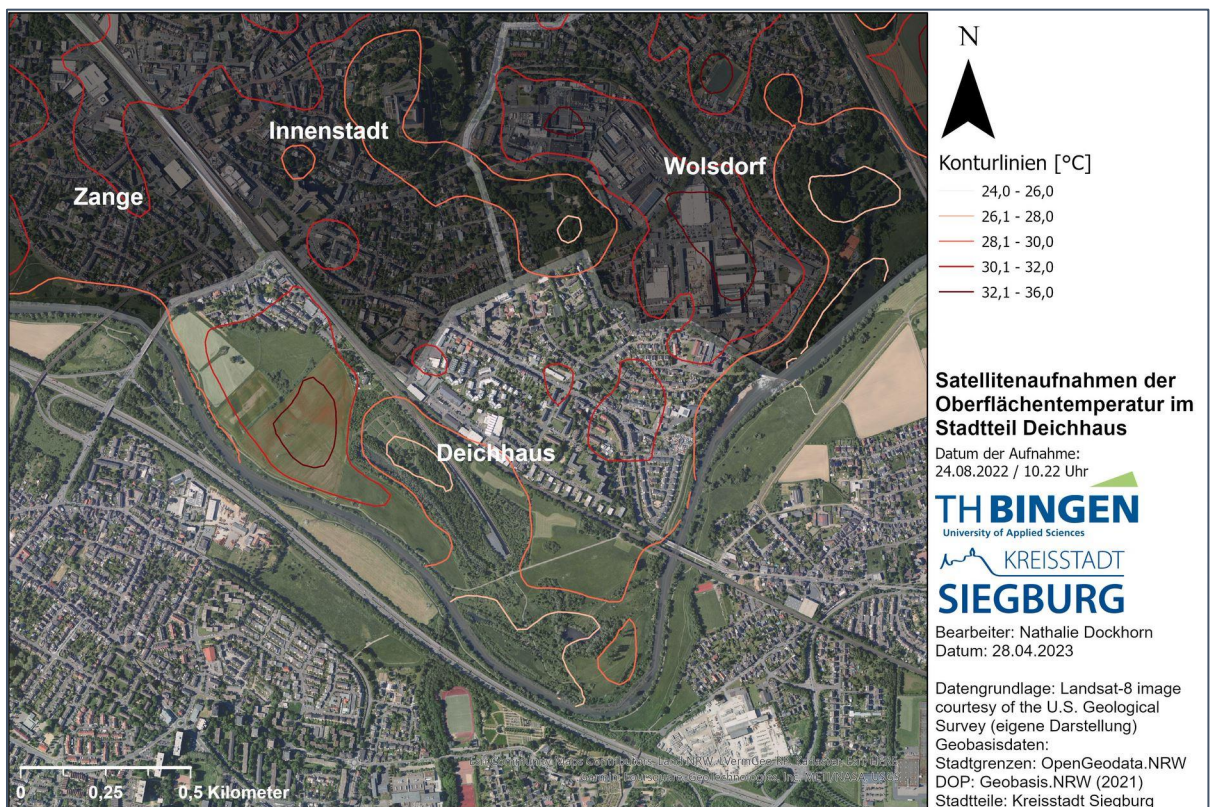 Innenstadt
Zange
Wolsdorf
Deichhaus
0 0,25 0,5 Kilometer
N
Konturlinien [°C]
24,0 - 26,0
26,1 - 28,0
28,1 - 30,0
30,1 - 32,0
32,1 - 36,0
Satellitenaufnahmen der
Oberflächentemperatur im
Stadtteil Deichhaus
Datum der Aufnahme:
24.08.2022 / 10.22 Uhr
TH BINGEN
University of Applied Sciences
KREISSTADT
SIEGBURG
Bearbeiter: Nathalie Dockhorn
Datum: 28.04.2023
Datengrundlage: Landsat-8 image
courtesy of the U.S. Geological
Survey (eigene Darstellung)
Geobasisdaten:
Stadtgrenzen: OpenGeodata.NRW
DOP: Geobasis.NRW (2021)
Stadtteile: Kreisstadt Siegburg